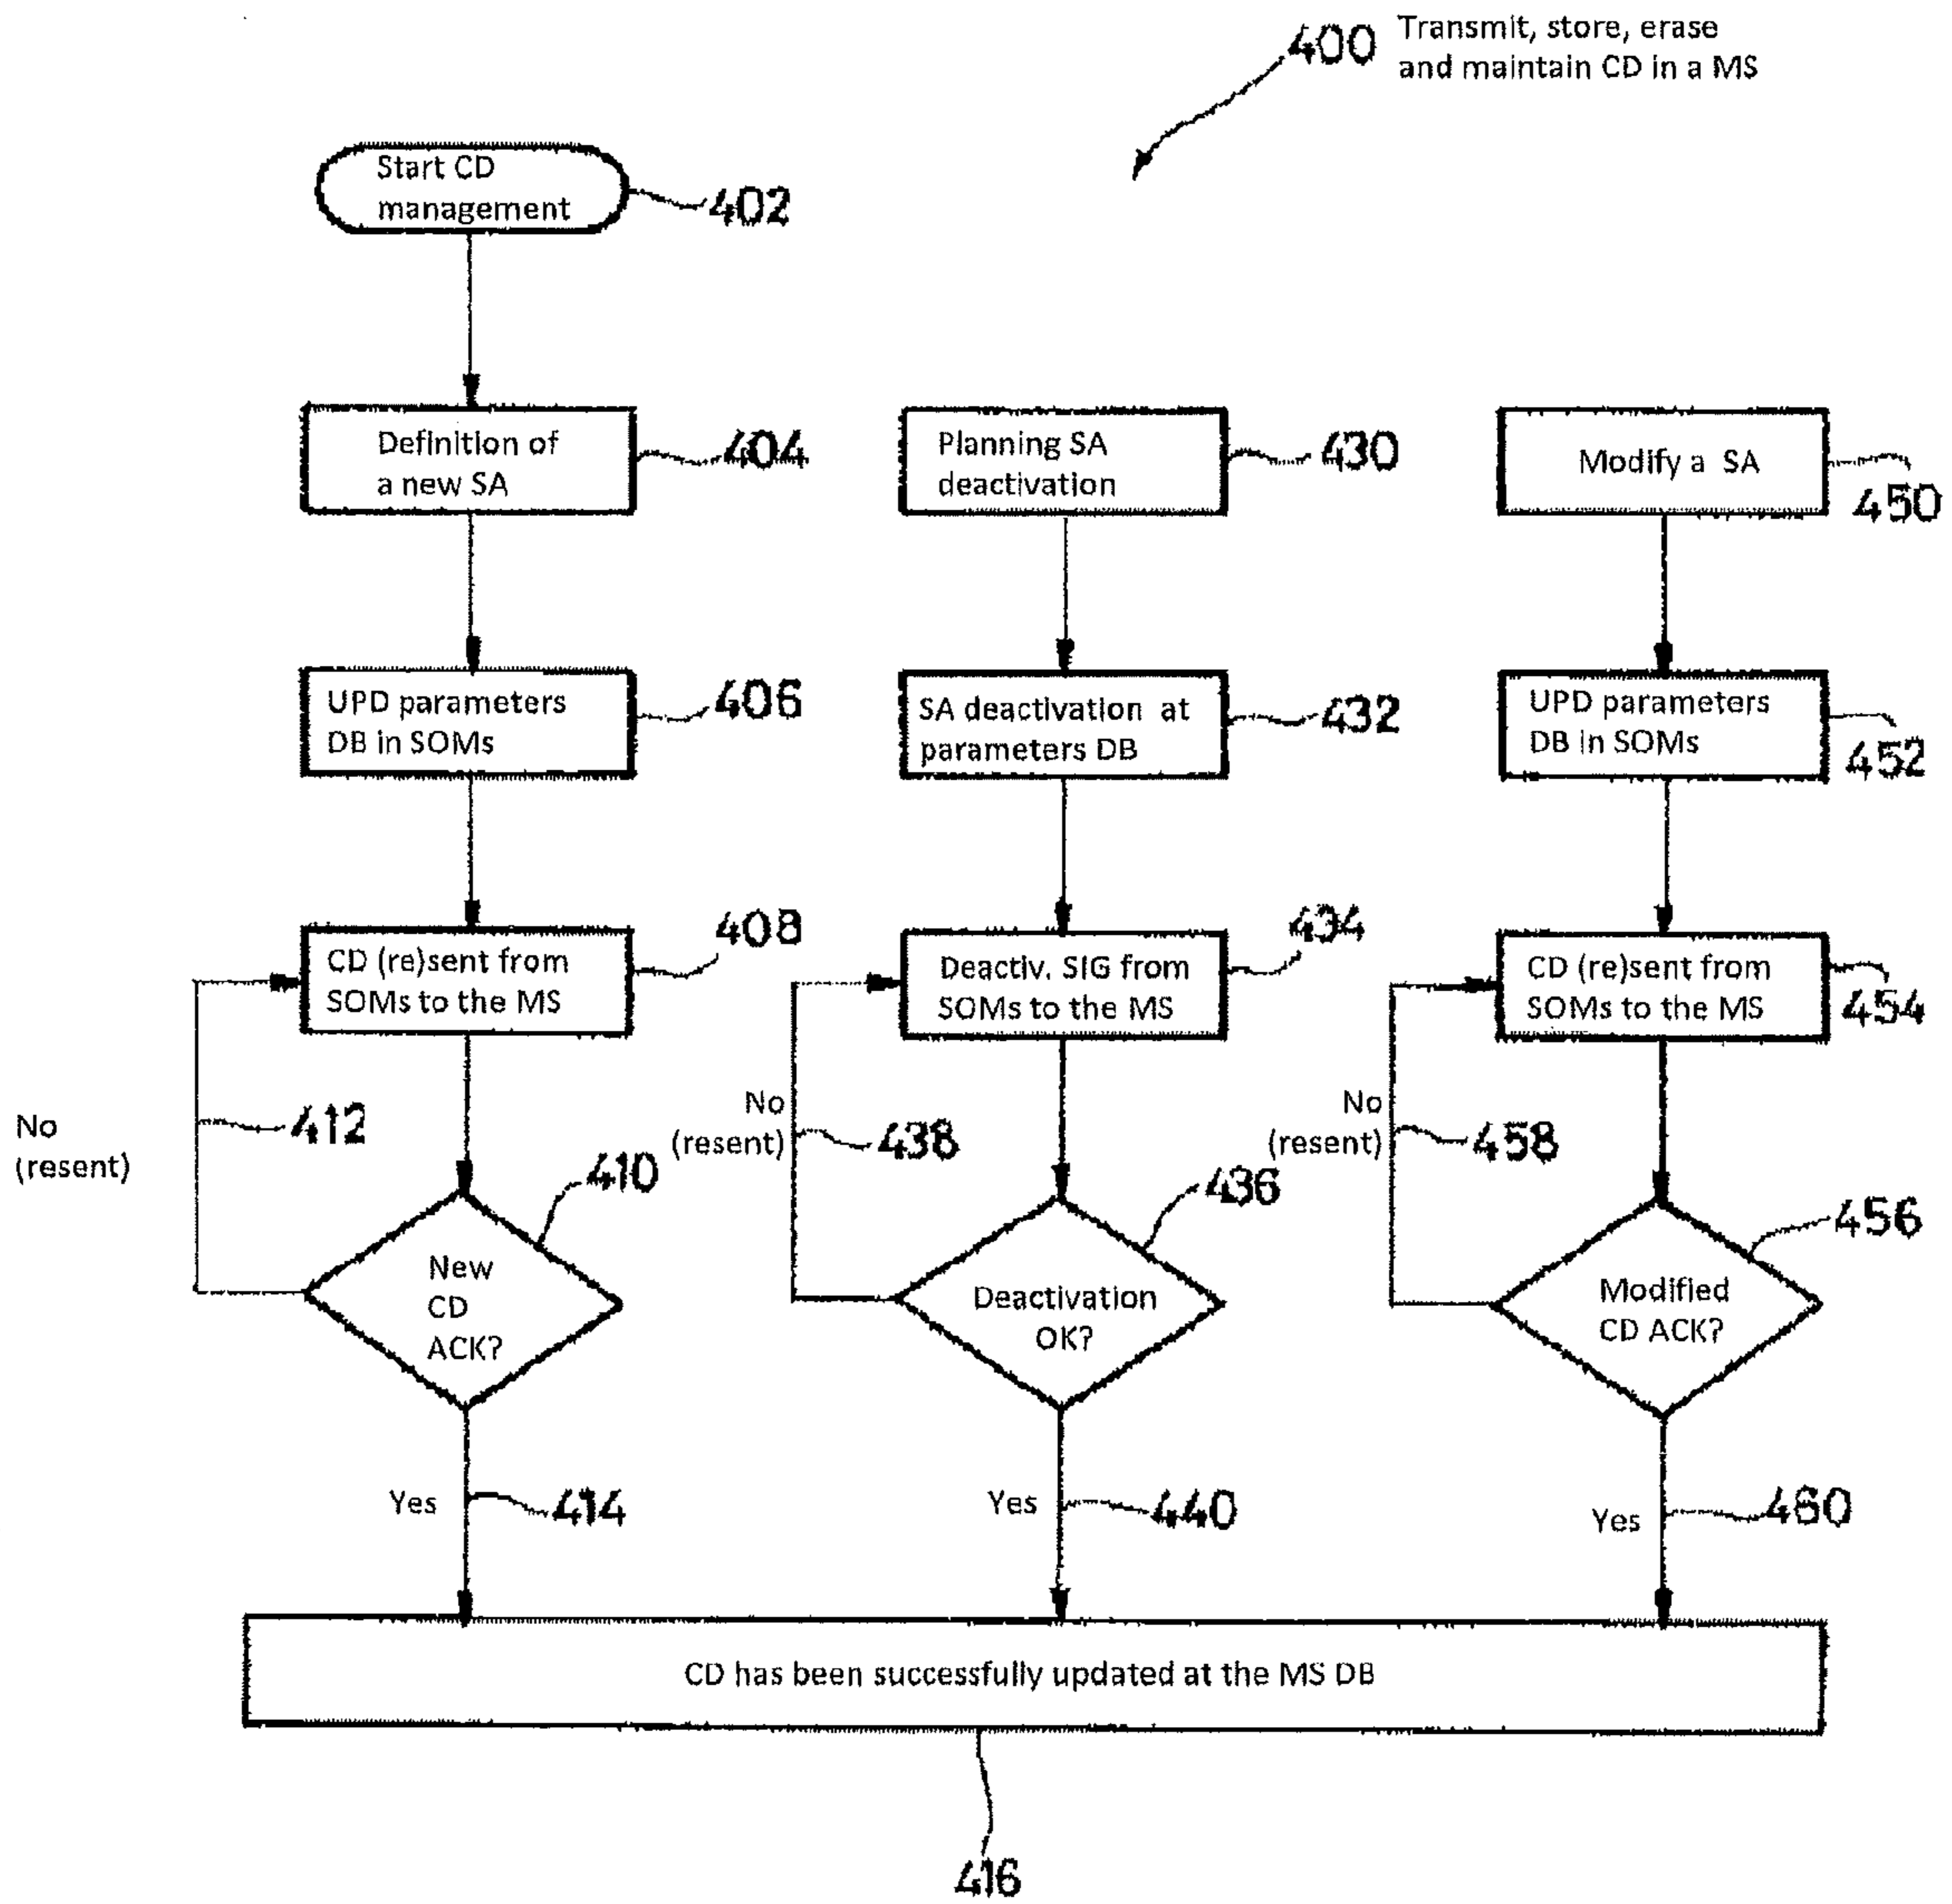 400
Transmit, store, erase
and maintain CD in a MS
Start CD
management
402
Definition of
a new SA
404
Planning SA
deactivation
430
Modify a SA
450
UPD parameters
DB in SOMs
406
SA deactivation at
parameters DB
432
UPD parameters
DB in SOMs
452
CD (re)sent from
SOMs to the MS
408
Deactiv. SIG from
SOMs to the MS
434
CD (re)sent from
SOMs to the MS
454
No
(resent)
412
No
(resent)
438
No
(resent)
458
New
CD
ACK?
410
Deactivation
OK?
436
Modified
CD ACK?
456
Yes
414
Yes
440
Yes
460
CD has been successfully updated at the MS DB
416